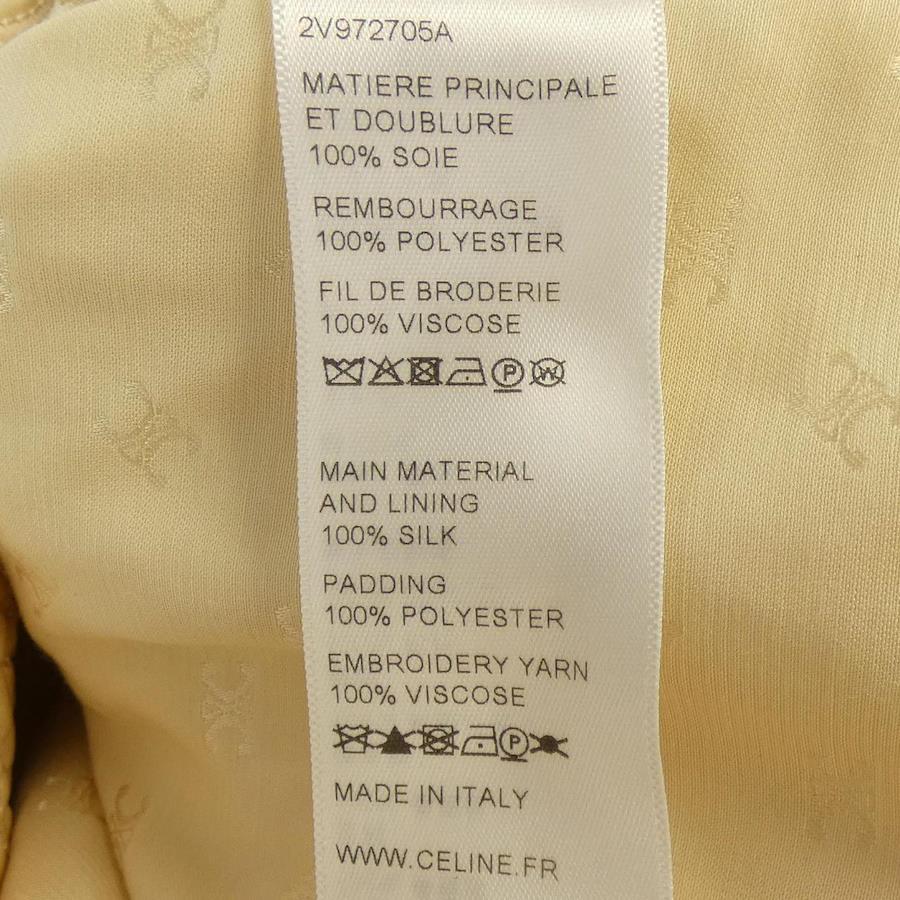 2V972705A
MATIERE PRINCIPALE
ET DOUBLURE
100% SOIE
REMBOURRAGE
100% POLYESTER
FIL DE BRODERIE
100% VISCOSE
P W
MAIN MATERIAL
AND LINING
100% SILK
PADDING
100% POLYESTER
EMBROIDERY YARN
100% VISCOSE
P
MADE IN ITALY
WWW.CELINE.FR